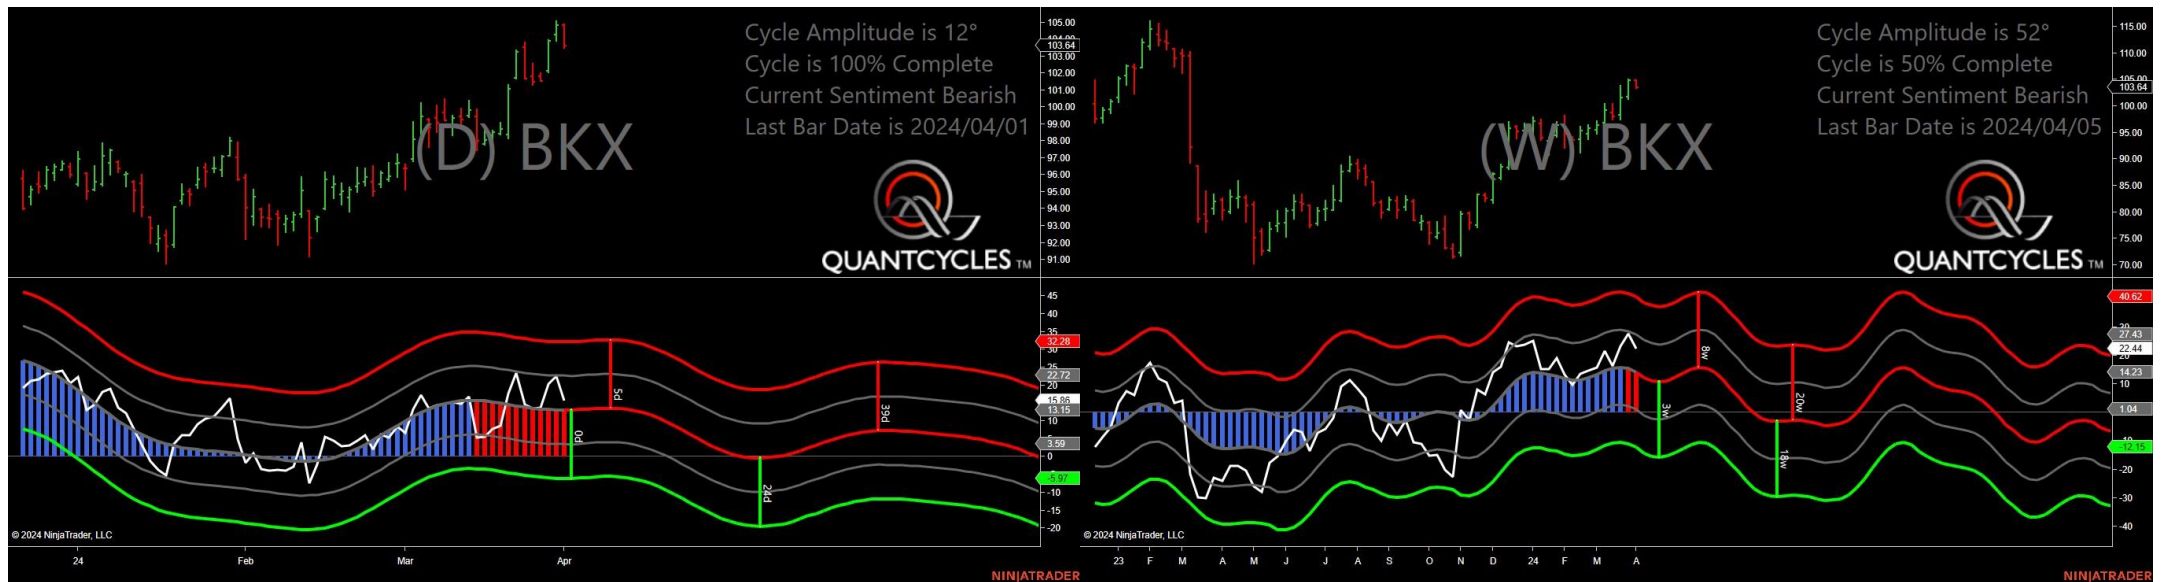 Cycle Amplitude is 12°
Cycle is 100% Complete
Current Sentiment Bearish
Last Bar Date is 2024/04/01
(D) BKX
QUANTCYCLES TM
105.00
103.64
103.00
102.00
101.00
100.00
99.00
98.00
97.00
96.00
95.00
94.00
93.00
92.00
91.00
45
40
35
32.28
30
25
22.72
20
15.86
13.15
10
5
3.59
0
-5.97
-10
-15
-20
5d
0d
24d
39d
© 2024 NinjaTrader, LLC
24
Feb
Mar
Apr
NINJATRADER
Cycle Amplitude is 52°
Cycle is 50% Complete
Current Sentiment Bearish
Last Bar Date is 2024/04/05
(W) BKX
QUANTCYCLES TM
115.00
110.00
105.00
103.64
100.00
95.00
90.00
85.00
80.00
75.00
70.00
40.62
27.43
22.44
20
14.23
10
1.04
-12.15
-20
-30
-40
8w
3w
20w
18w
© 2024 NinjaTrader, LLC
23
F
M
A
M
J
J
A
S
O
N
D
24
F
M
A
NINJATRADER